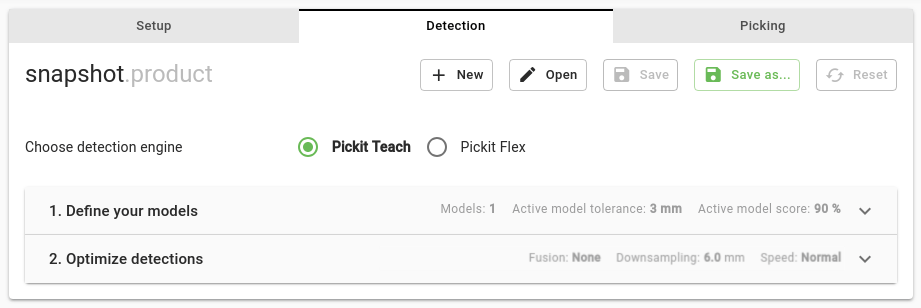 Setup Detection Picking
snapshot.product New Open Save Save as... Reset
Choose detection engine Pickit Teach Pickit Flex
1. Define your models Models: 1 Active model tolerance: 3 mm Active model score: 90 %
2. Optimize detections Fusion: None Downsampling: 6.0 mm Speed: Normal